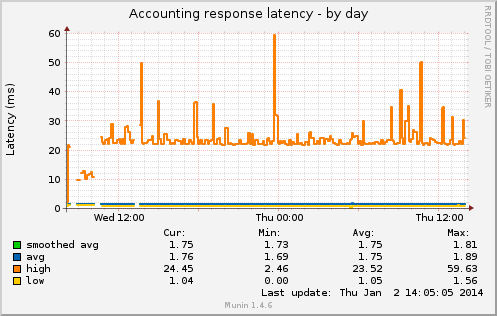 Accounting response latency - by day
RRDTOOL / TOBI OETIKER
Latency (ms)
60
50
40
30
20
10
0
Wed 12:00 Thu 00:00 Thu 12:00
Cur: Min: Avg: Max:
smoothed avg 1.75 1.73 1.75 1.81
avg 1.76 1.69 1.75 1.89
high 24.45 2.46 23.52 59.63
low 1.04 0.00 1.05 1.56
Last update: Thu Jan 2 14:05:05 2014
Munin 1.4.6